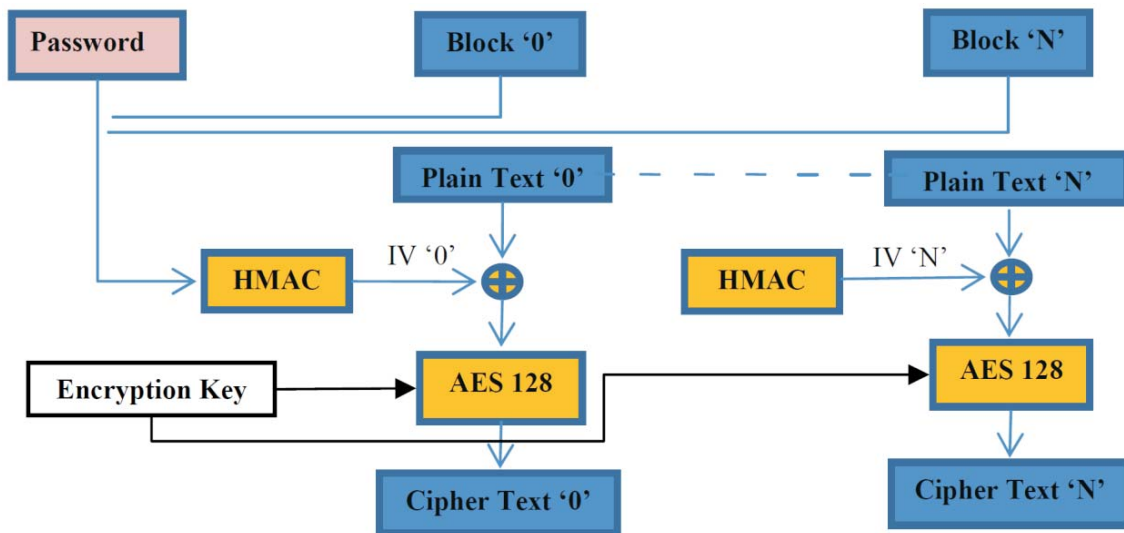 Password
Block ‘0’
Block ‘N’
Plain Text ‘0’
Plain Text ‘N’
HMAC
IV ‘0’
HMAC
IV ‘N’
Encryption Key
AES 128
AES 128
Cipher Text ‘0’
Cipher Text ‘N’